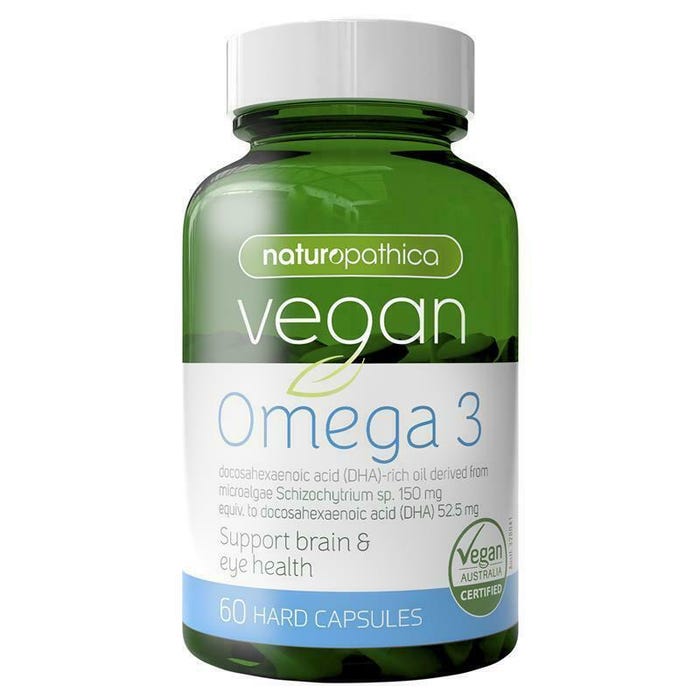 naturopathica
vegan
Omega 3
docosahexaenoic acid (DHA)-rich oil derived from
microalgae Schizochytrium sp. 150 mg
equiv. to docosahexaenoic acid (DHA) 52.5 mg
Support brain &
eye health
Vegan
AUSTRALIA
CERTIFIED
60 HARD CAPSULES